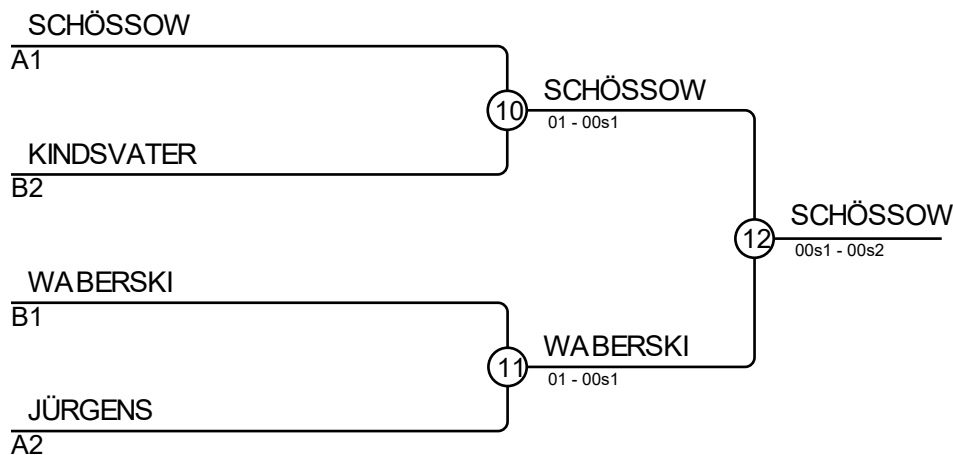 SCHÖSSOW
A1
10
SCHÖSSOW
01 - 00s1
KINDSVATER
B2
12
SCHÖSSOW
00s1 - 00s2
WABERSKI
B1
11
WABERSKI
01 - 00s1
JÜRGENS
A2